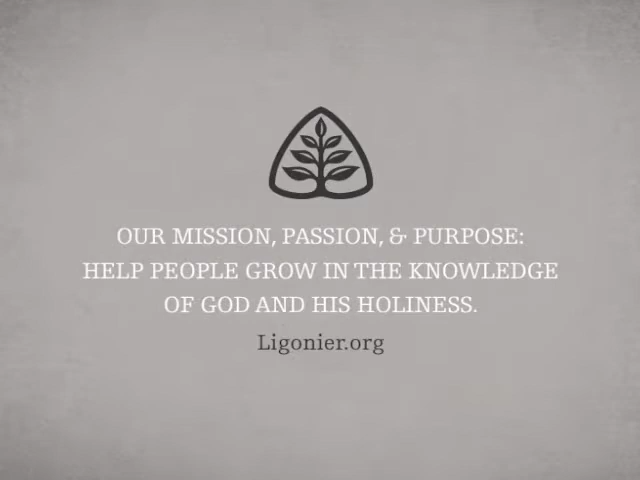 OUR MISSION, PASSION, & PURPOSE:
HELP PEOPLE GROW IN THE KNOWLEDGE
OF GOD AND HIS HOLINESS.
Ligonier.org